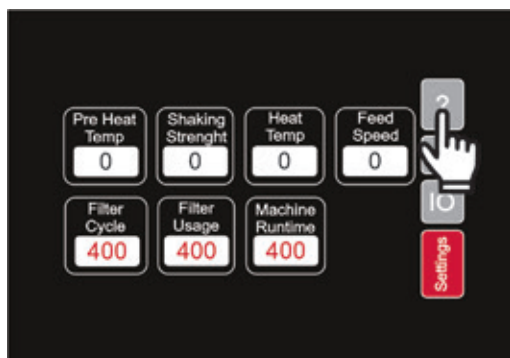 Pre Heat
Temp
0
Shaking
Strenght
0
Heat
Temp
0
Feed
Speed
0
Filter
Cycle
400
Filter
Usage
400
Machine
Runtime
400
?
IO
Settings